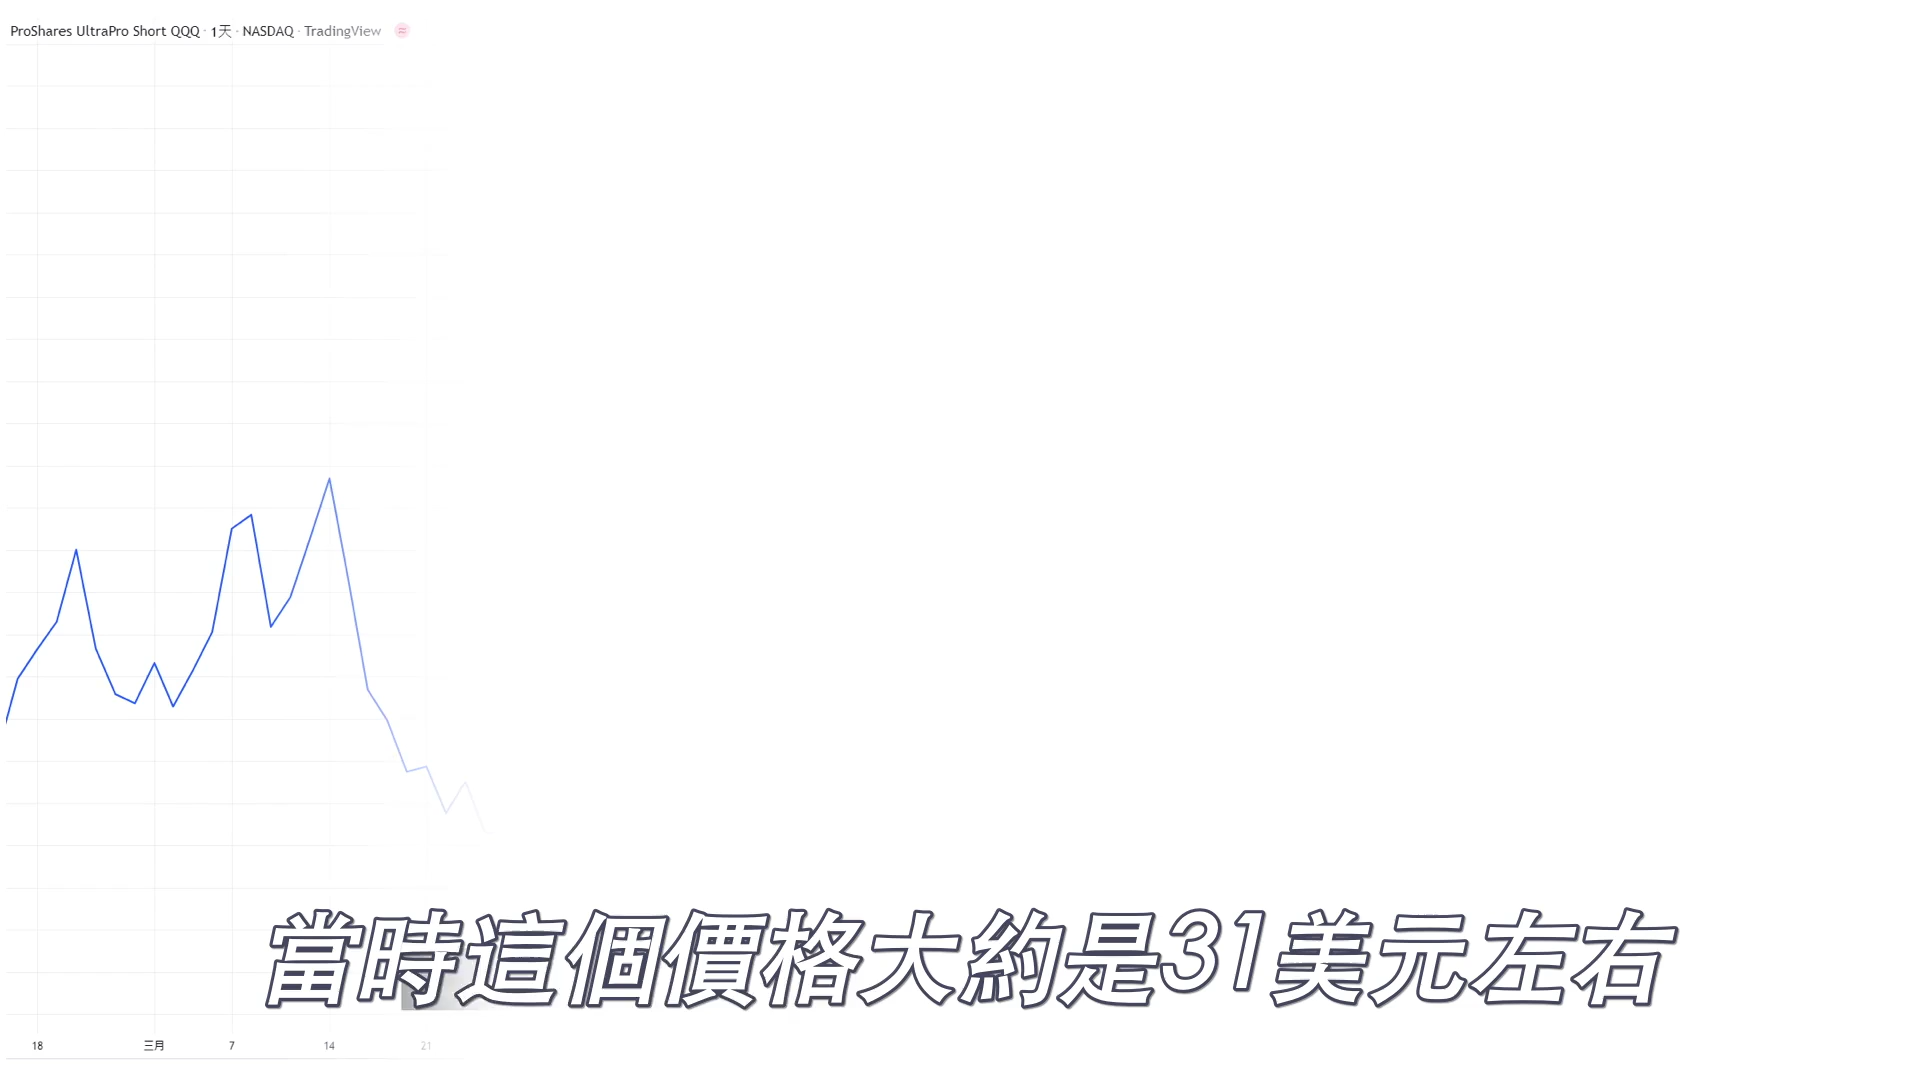 ProShares UltraPro Short QQQ · 1天 · NASDAQ · TradingView
當時這個價格大約是31美元左右
18 三月 7 14 21